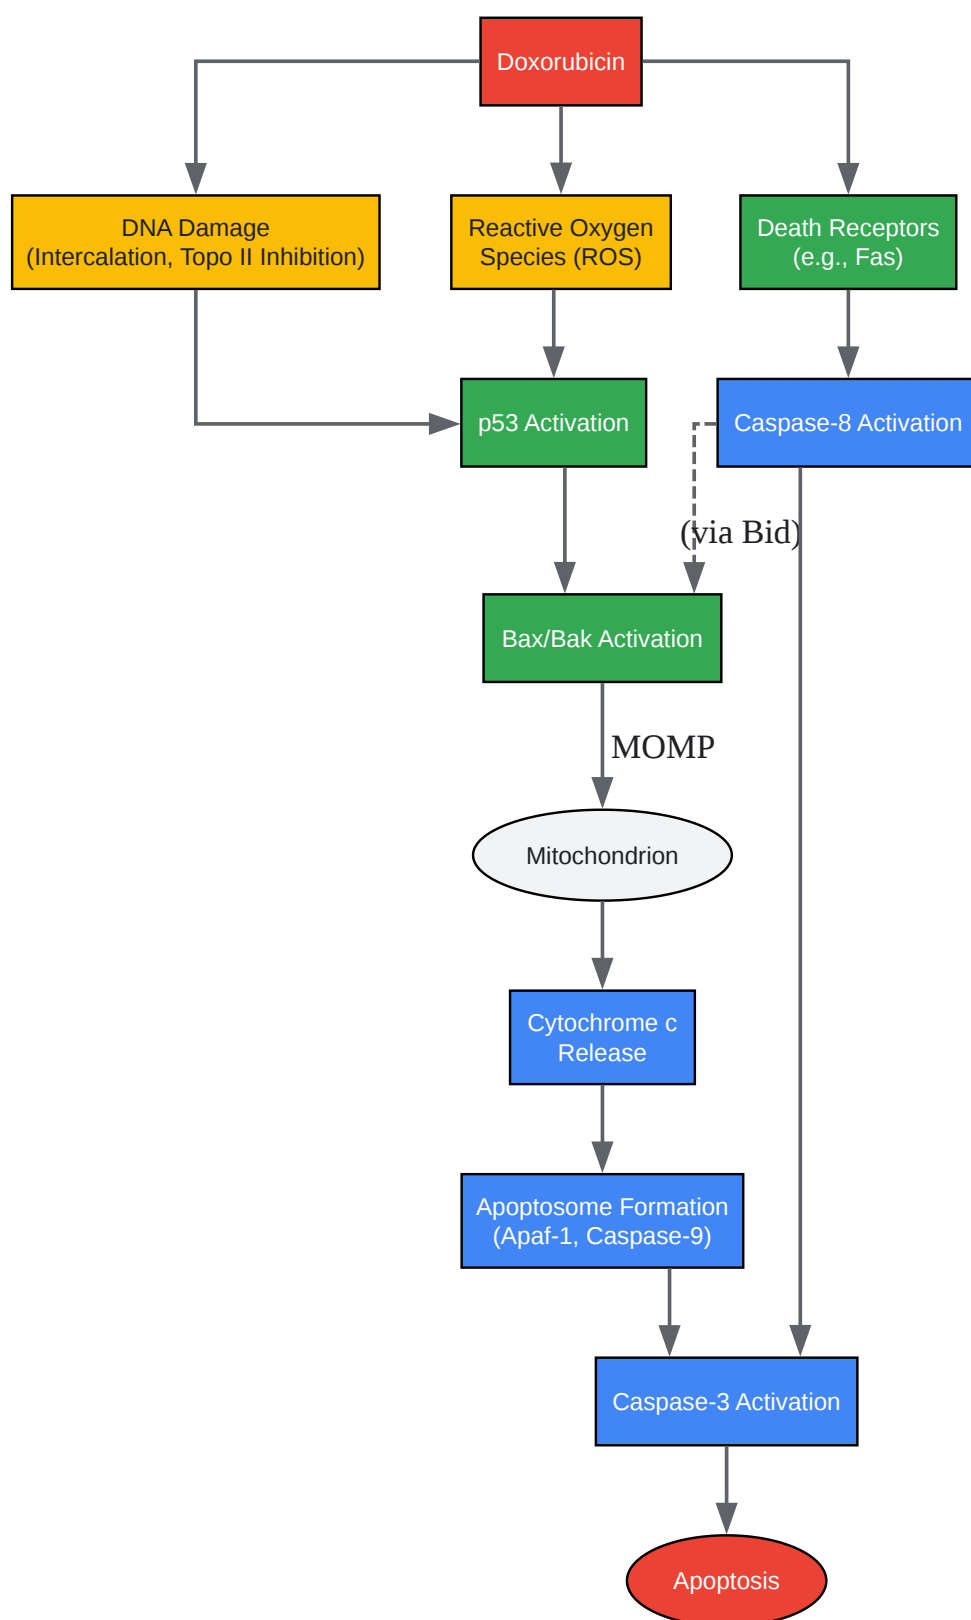 Doxorubicin
DNA Damage
(Intercalation, Topo II Inhibition)
Reactive Oxygen
Species (ROS)
Death Receptors
(e.g., Fas)
p53 Activation
Caspase-8 Activation
(via Bid)
Bax/Bak Activation
MOMP
Mitochondrion
Cytochrome c
Release
Apoptosome Formation
(Apaf-1, Caspase-9)
Caspase-3 Activation
Apoptosis